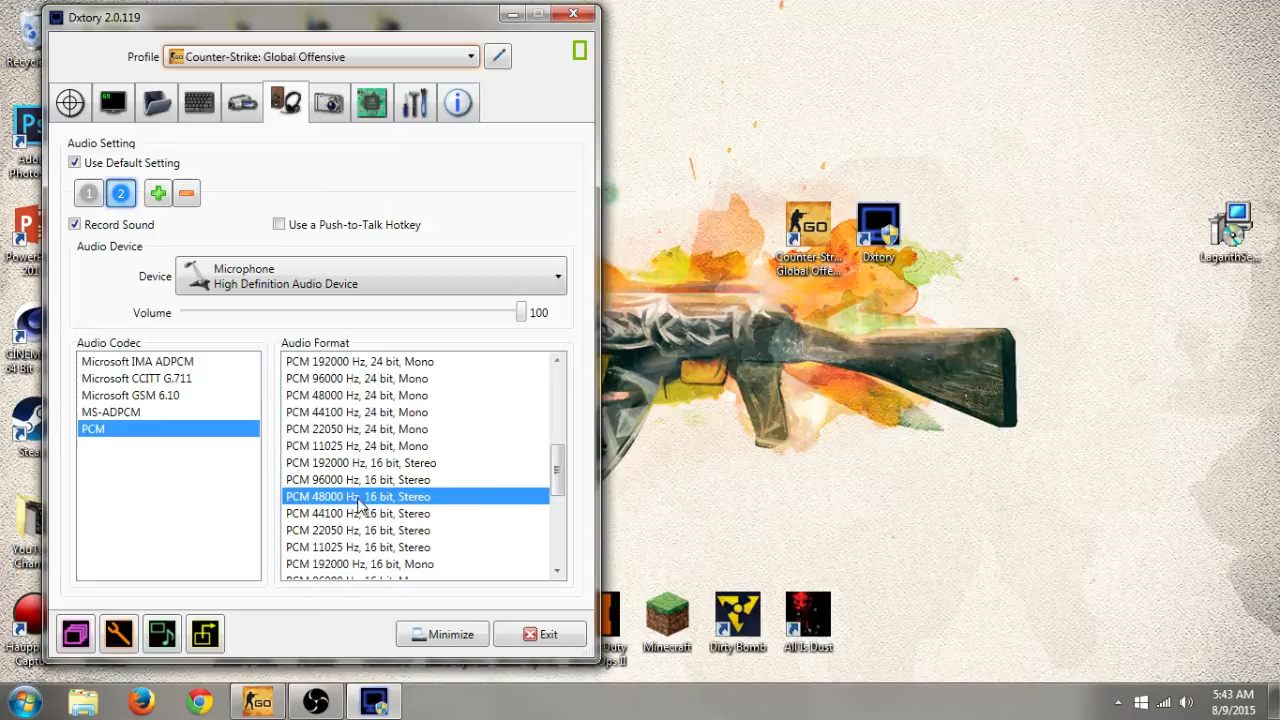 Dxtory 2.0.119
Profile
Counter-Strike: Global Offensive
Audio Setting
Use Default Setting
1
2
Record Sound
Use a Push-to-Talk Hotkey
Audio Device
Device
Microphone
High Definition Audio Device
Volume
100
Audio Codec
Microsoft IMA ADPCM
Microsoft CCITT G.711
Microsoft GSM 6.10
MS-ADPCM
PCM
Audio Format
PCM 192000 Hz, 24 bit, Mono
PCM 96000 Hz, 24 bit, Mono
PCM 48000 Hz, 24 bit, Mono
PCM 44100 Hz, 24 bit, Mono
PCM 22050 Hz, 24 bit, Mono
PCM 11025 Hz, 24 bit, Mono
PCM 192000 Hz, 16 bit, Stereo
PCM 96000 Hz, 16 bit, Stereo
PCM 48000 Hz, 16 bit, Stereo
PCM 44100 Hz, 16 bit, Stereo
PCM 22050 Hz, 16 bit, Stereo
PCM 11025 Hz, 16 bit, Stereo
PCM 192000 Hz, 16 bit, Mono
Minimize
Exit
Counter-Str...
Global Offe...
Dxtory
LagarithSe...
Minecraft
Dirty Bomb
All Is Dust
GO
5:43 AM
8/9/2015